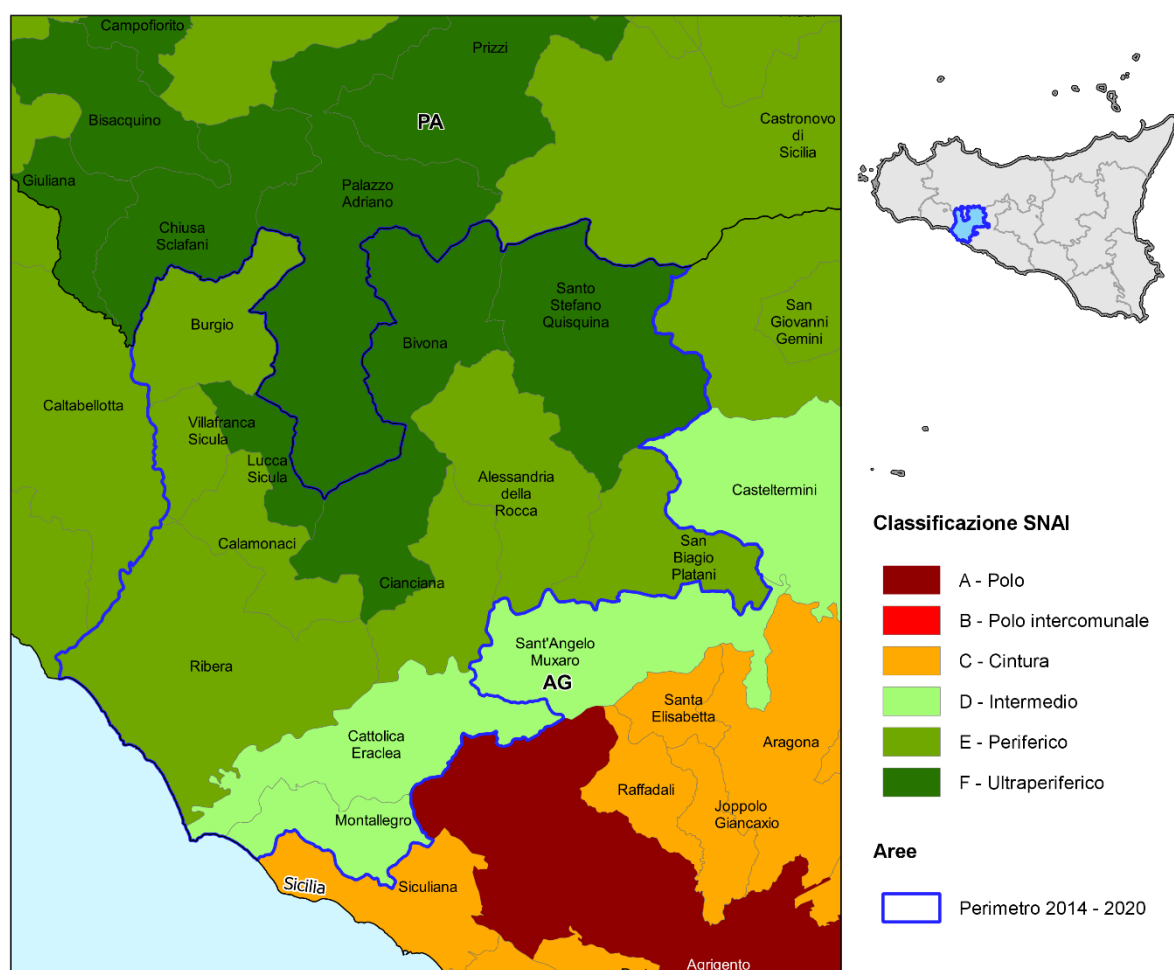 Campofiorito
Prizzi
PA
Bisacquino
Castronovo
di
Sicilia
Giuliana
Palazzo
Adriano
Chiusa
Sclafani
Santo
Stefano
Quisquina
San
Giovanni
Gemini
Burgio
Bivona
Caltabellotta
Villafranca
Sicula
Lucca
Sicula
Alessandria
della
Rocca
Casteltermini
Calamonaci
San
Biagio
Platani
Cianciana
Ribera
Sant'Angelo
Muxaro
AG
Santa
Elisabetta
Cattolica
Eraclea
Aragona
Raffadali
Joppolo
Giancaxio
Montallegro
Sicilia
Siculiana
Agrigento
Classificazione SNAI
A - Polo
B - Polo intercomunale
C - Cintura
D - Intermedio
E - Periferico
F - Ultraperiferico
Aree
Perimetro 2014 - 2020